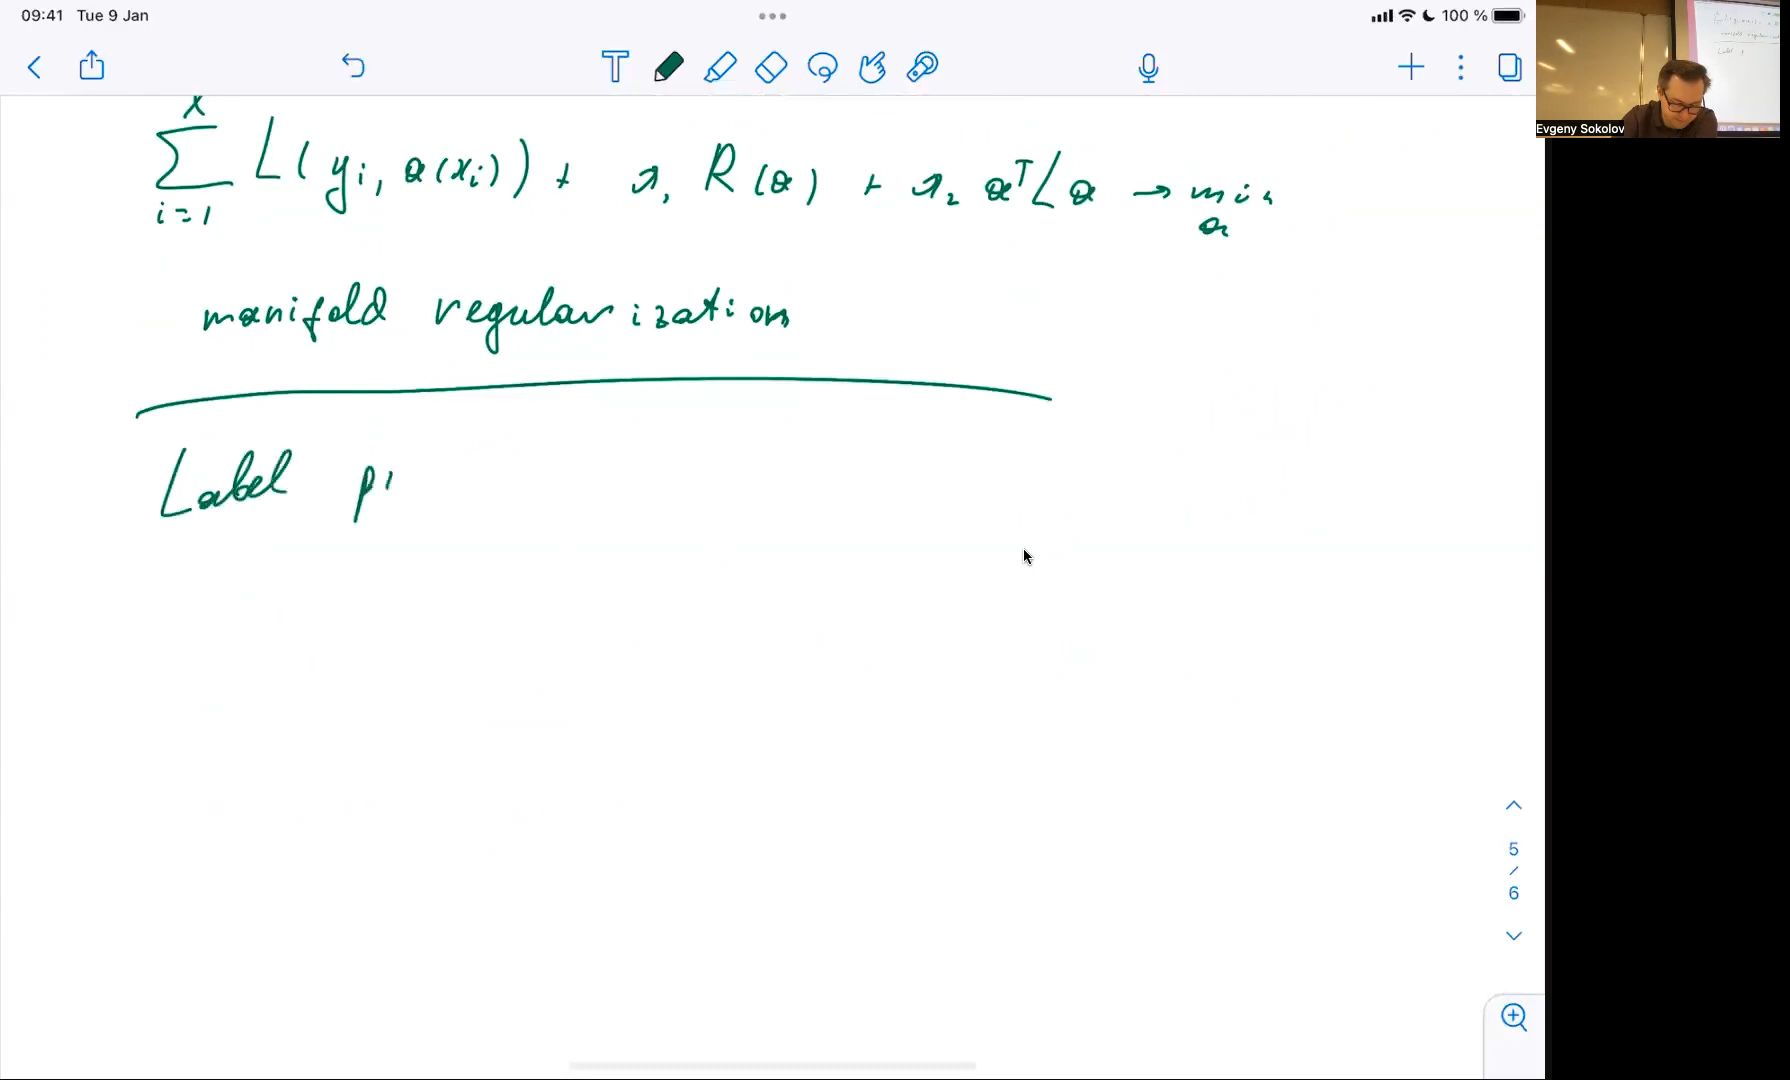 09:41 Tue 9 Jan
100 %
Evgeny Sokolov
∑ L(yᵢ, a(xᵢ)) + λ₁ R(a) + λ₂ aᵀLa → min
i=1
a
manifold regularization
Label pr
5
/
6